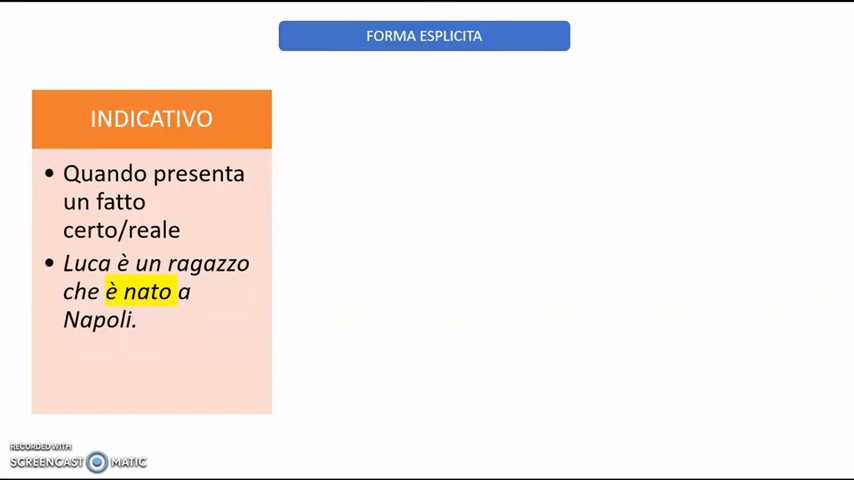 FORMA ESPLICITA
INDICATIVO
• Quando presenta
un fatto
certo/reale
• Luca è un ragazzo
che è nato a
Napoli.
RECORDED WITH
SCREENCAST MATIC